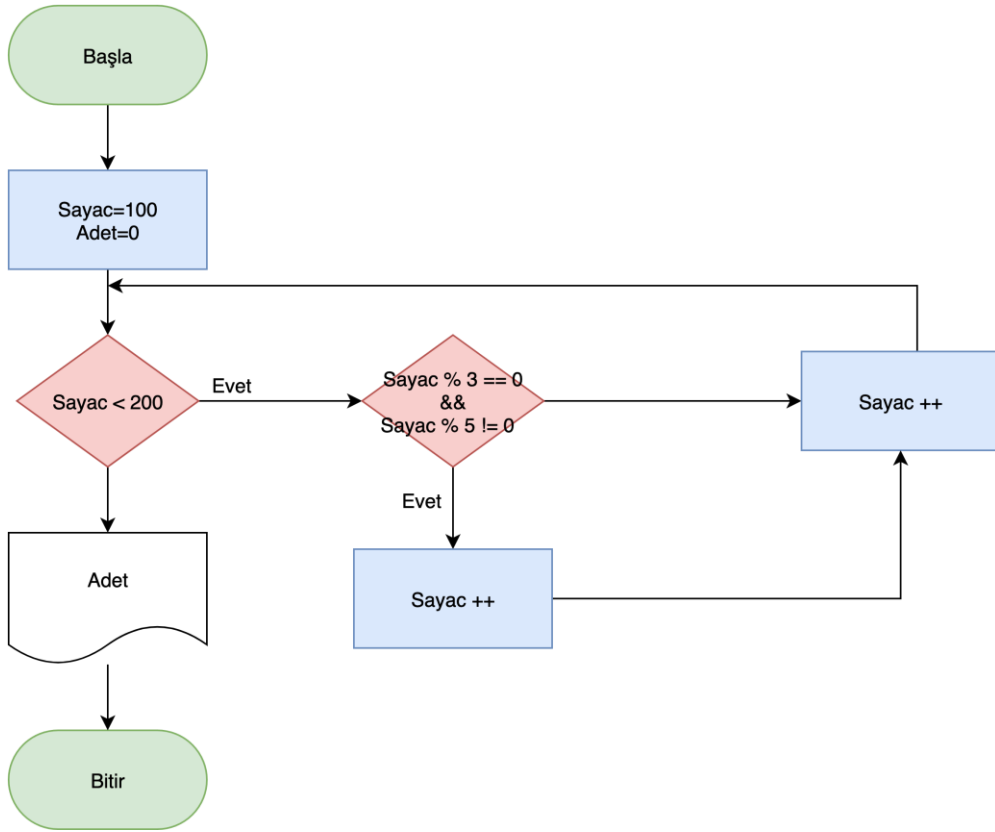 Başla
Sayac=100
Adet=0
Sayac < 200
Evet
Sayac % 3 == 0
&&
Sayac % 5 != 0
Sayac ++
Evet
Sayac ++
Adet
Bitir